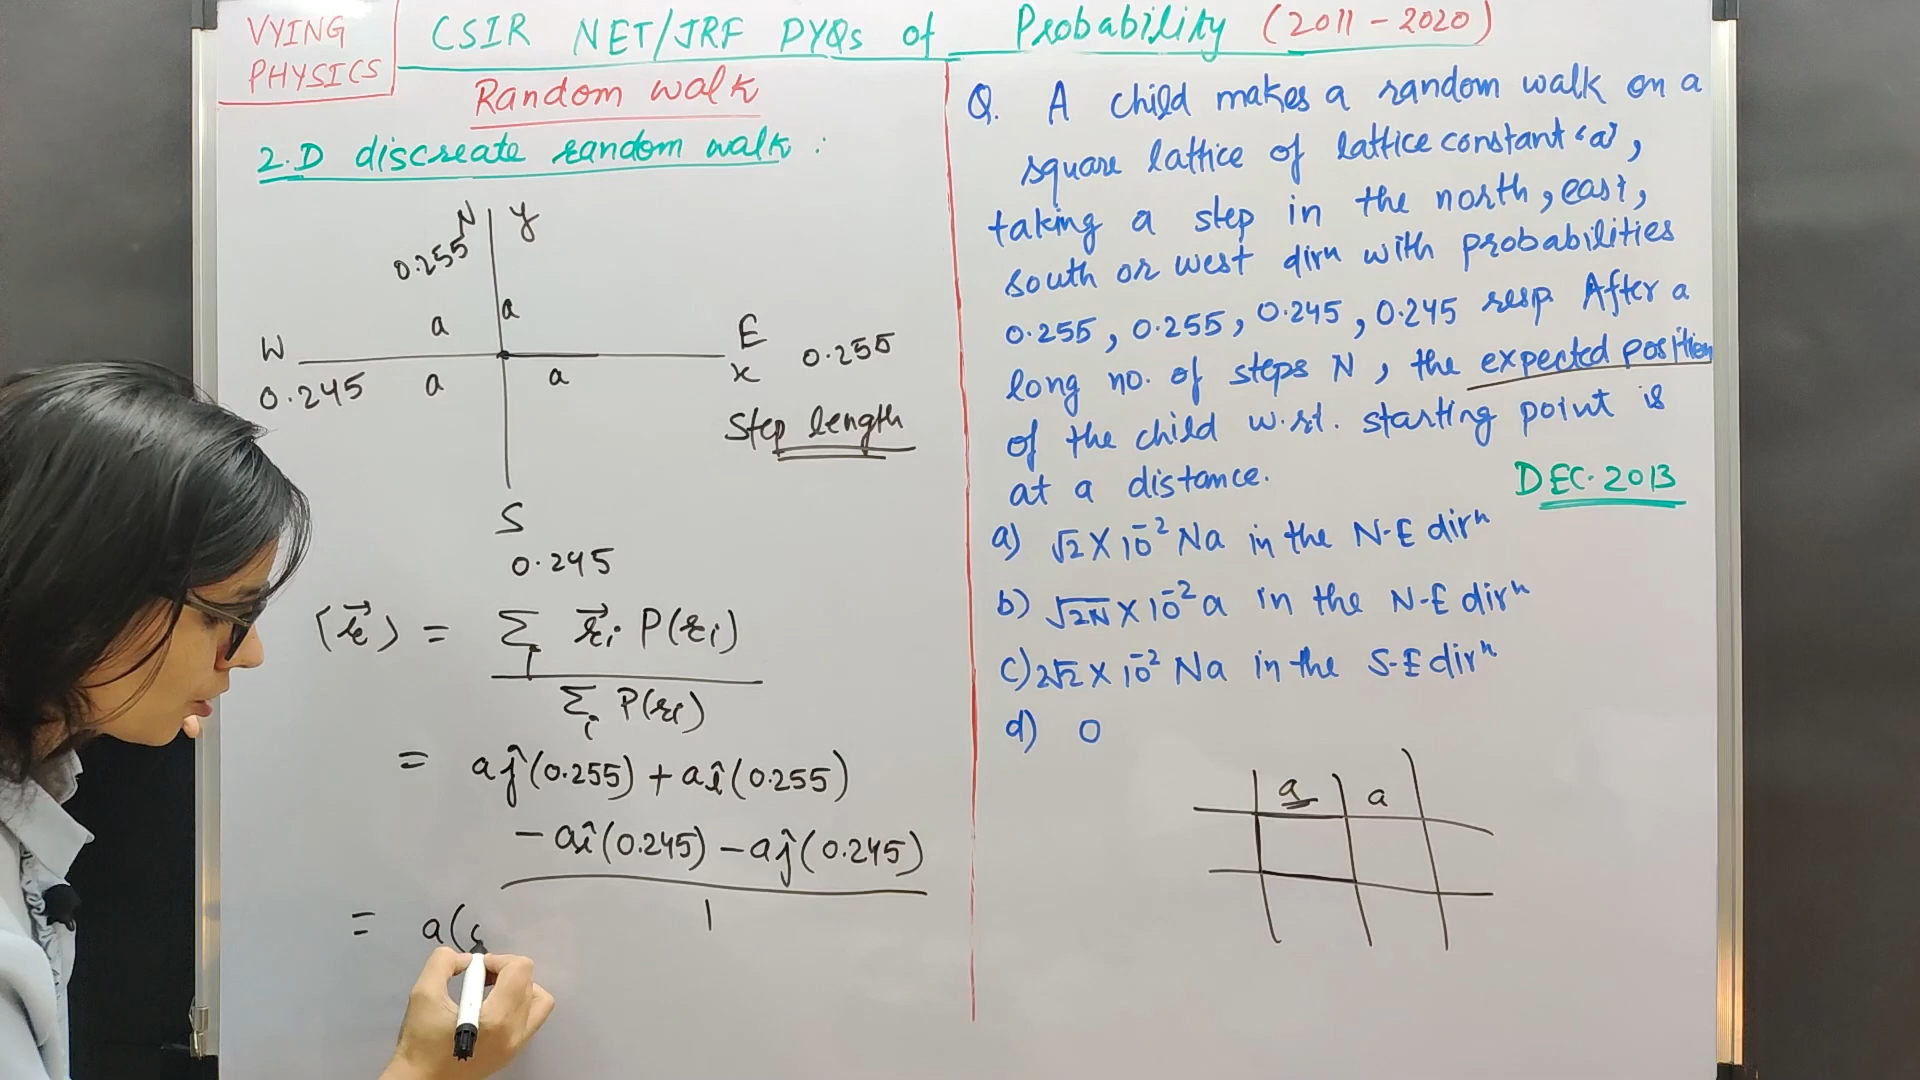 VYING
PHYSICS
CSIR NET/JRF PYQs of Probability (2011 - 2020)
Random walk
2.D discreate random walk :
N y
0.255
a a
W E
x 0.255
0.245 a a
Step length
S
0.245
⟨r⃗⟩ = Σi r⃗i P(ri)
Σi P(ri)
= aĵ(0.255) + aî(0.255)
- aî(0.245) - aĵ(0.245)
1
= a(
Q. A child makes a random walk on a
square lattice of lattice constant 'a',
taking a step in the north, east,
south or west dirn with probabilities
0.255, 0.255, 0.245, 0.245 resp. After a
long no. of steps N, the expected position
of the child w.r.t. starting point is
at a distance.
DEC. 2013
a) √2 X 10⁻² Na in the N-E dirⁿ
b) √2N X 10⁻² a in the N-E dirⁿ
c) 2√2 X 10⁻² Na in the S-E dirⁿ
d) 0
a a